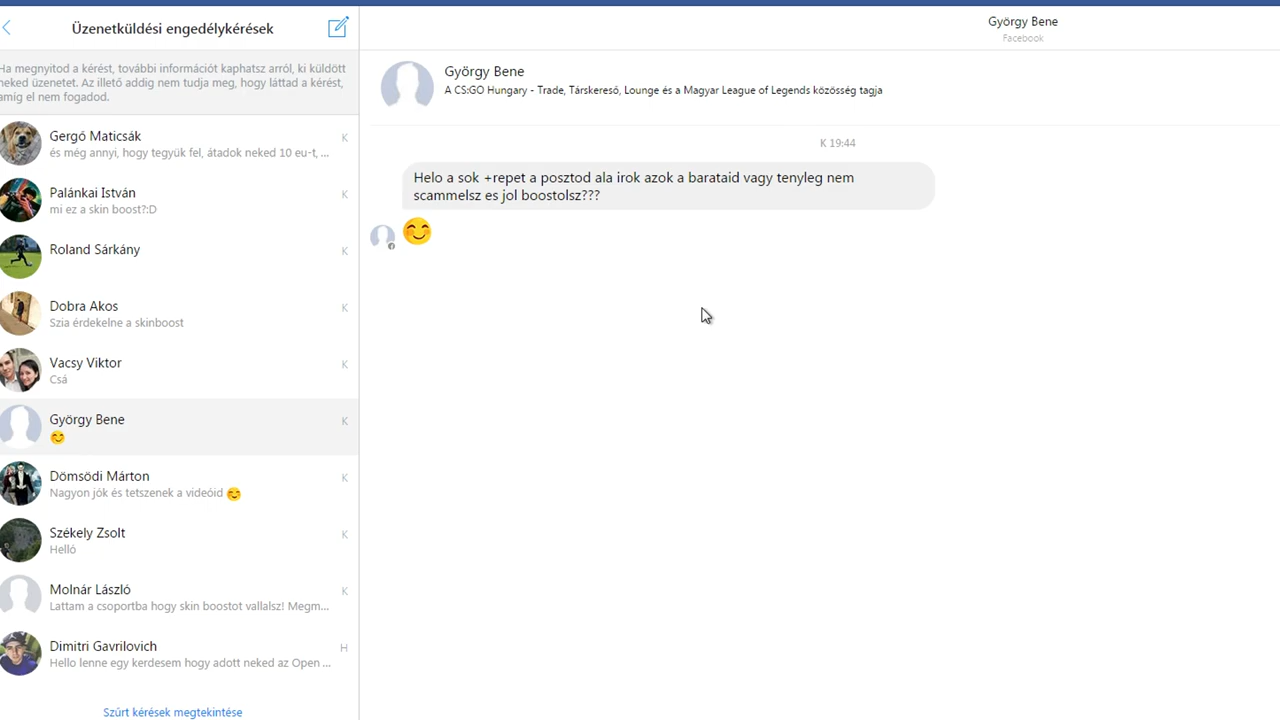 Üzenetküldési engedélykérések
Ha megnyitod a kérést, további információt kaphatsz arról, ki küldött
neked üzenetet. Az illető addig nem tudja meg, hogy láttad a kérést,
amíg el nem fogadod.
Gergő Maticsák
K
és még annyi, hogy tegyük fel, átadok neked 10 eu-t, ...
Palánkai István
K
mi ez a skin boost?:D
Roland Sárkány
K
Dobra Akos
K
Szia érdekelne a skinboost
Vacsy Viktor
K
Csá
György Bene
K
Dömsödi Márton
K
Nagyon jók és tetszenek a videóid
Székely Zsolt
K
Helló
Molnár László
K
Lattam a csoportba hogy skin boostot vallalsz! Megm...
Dimitri Gavrilovich
H
Hello lenne egy kerdesem hogy adott neked az Open ...
Szűrt kérések megtekintése
György Bene
Facebook
György Bene
A CS:GO Hungary - Trade, Társkereső, Lounge és a Magyar League of Legends közösség tagja
K 19:44
Helo a sok +repet a posztod ala irok azok a barataid vagy tenyleg nem
scammelsz es jol boostolsz???